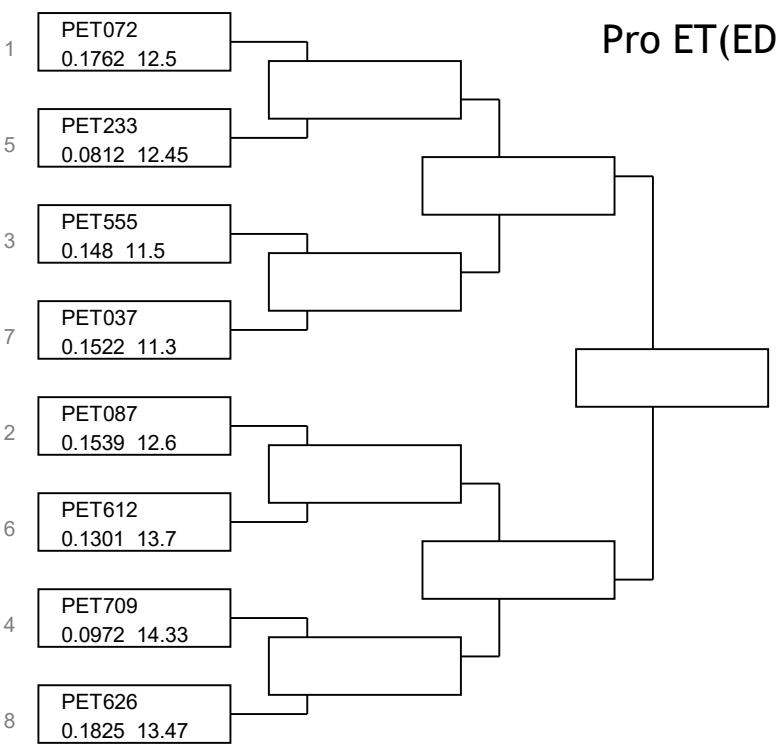 Pro ET(ED
1
PET072
0.1762 12.5
5
PET233
0.0812 12.45
3
PET555
0.148 11.5
7
PET037
0.1522 11.3
2
PET087
0.1539 12.6
6
PET612
0.1301 13.7
4
PET709
0.0972 14.33
8
PET626
0.1825 13.47